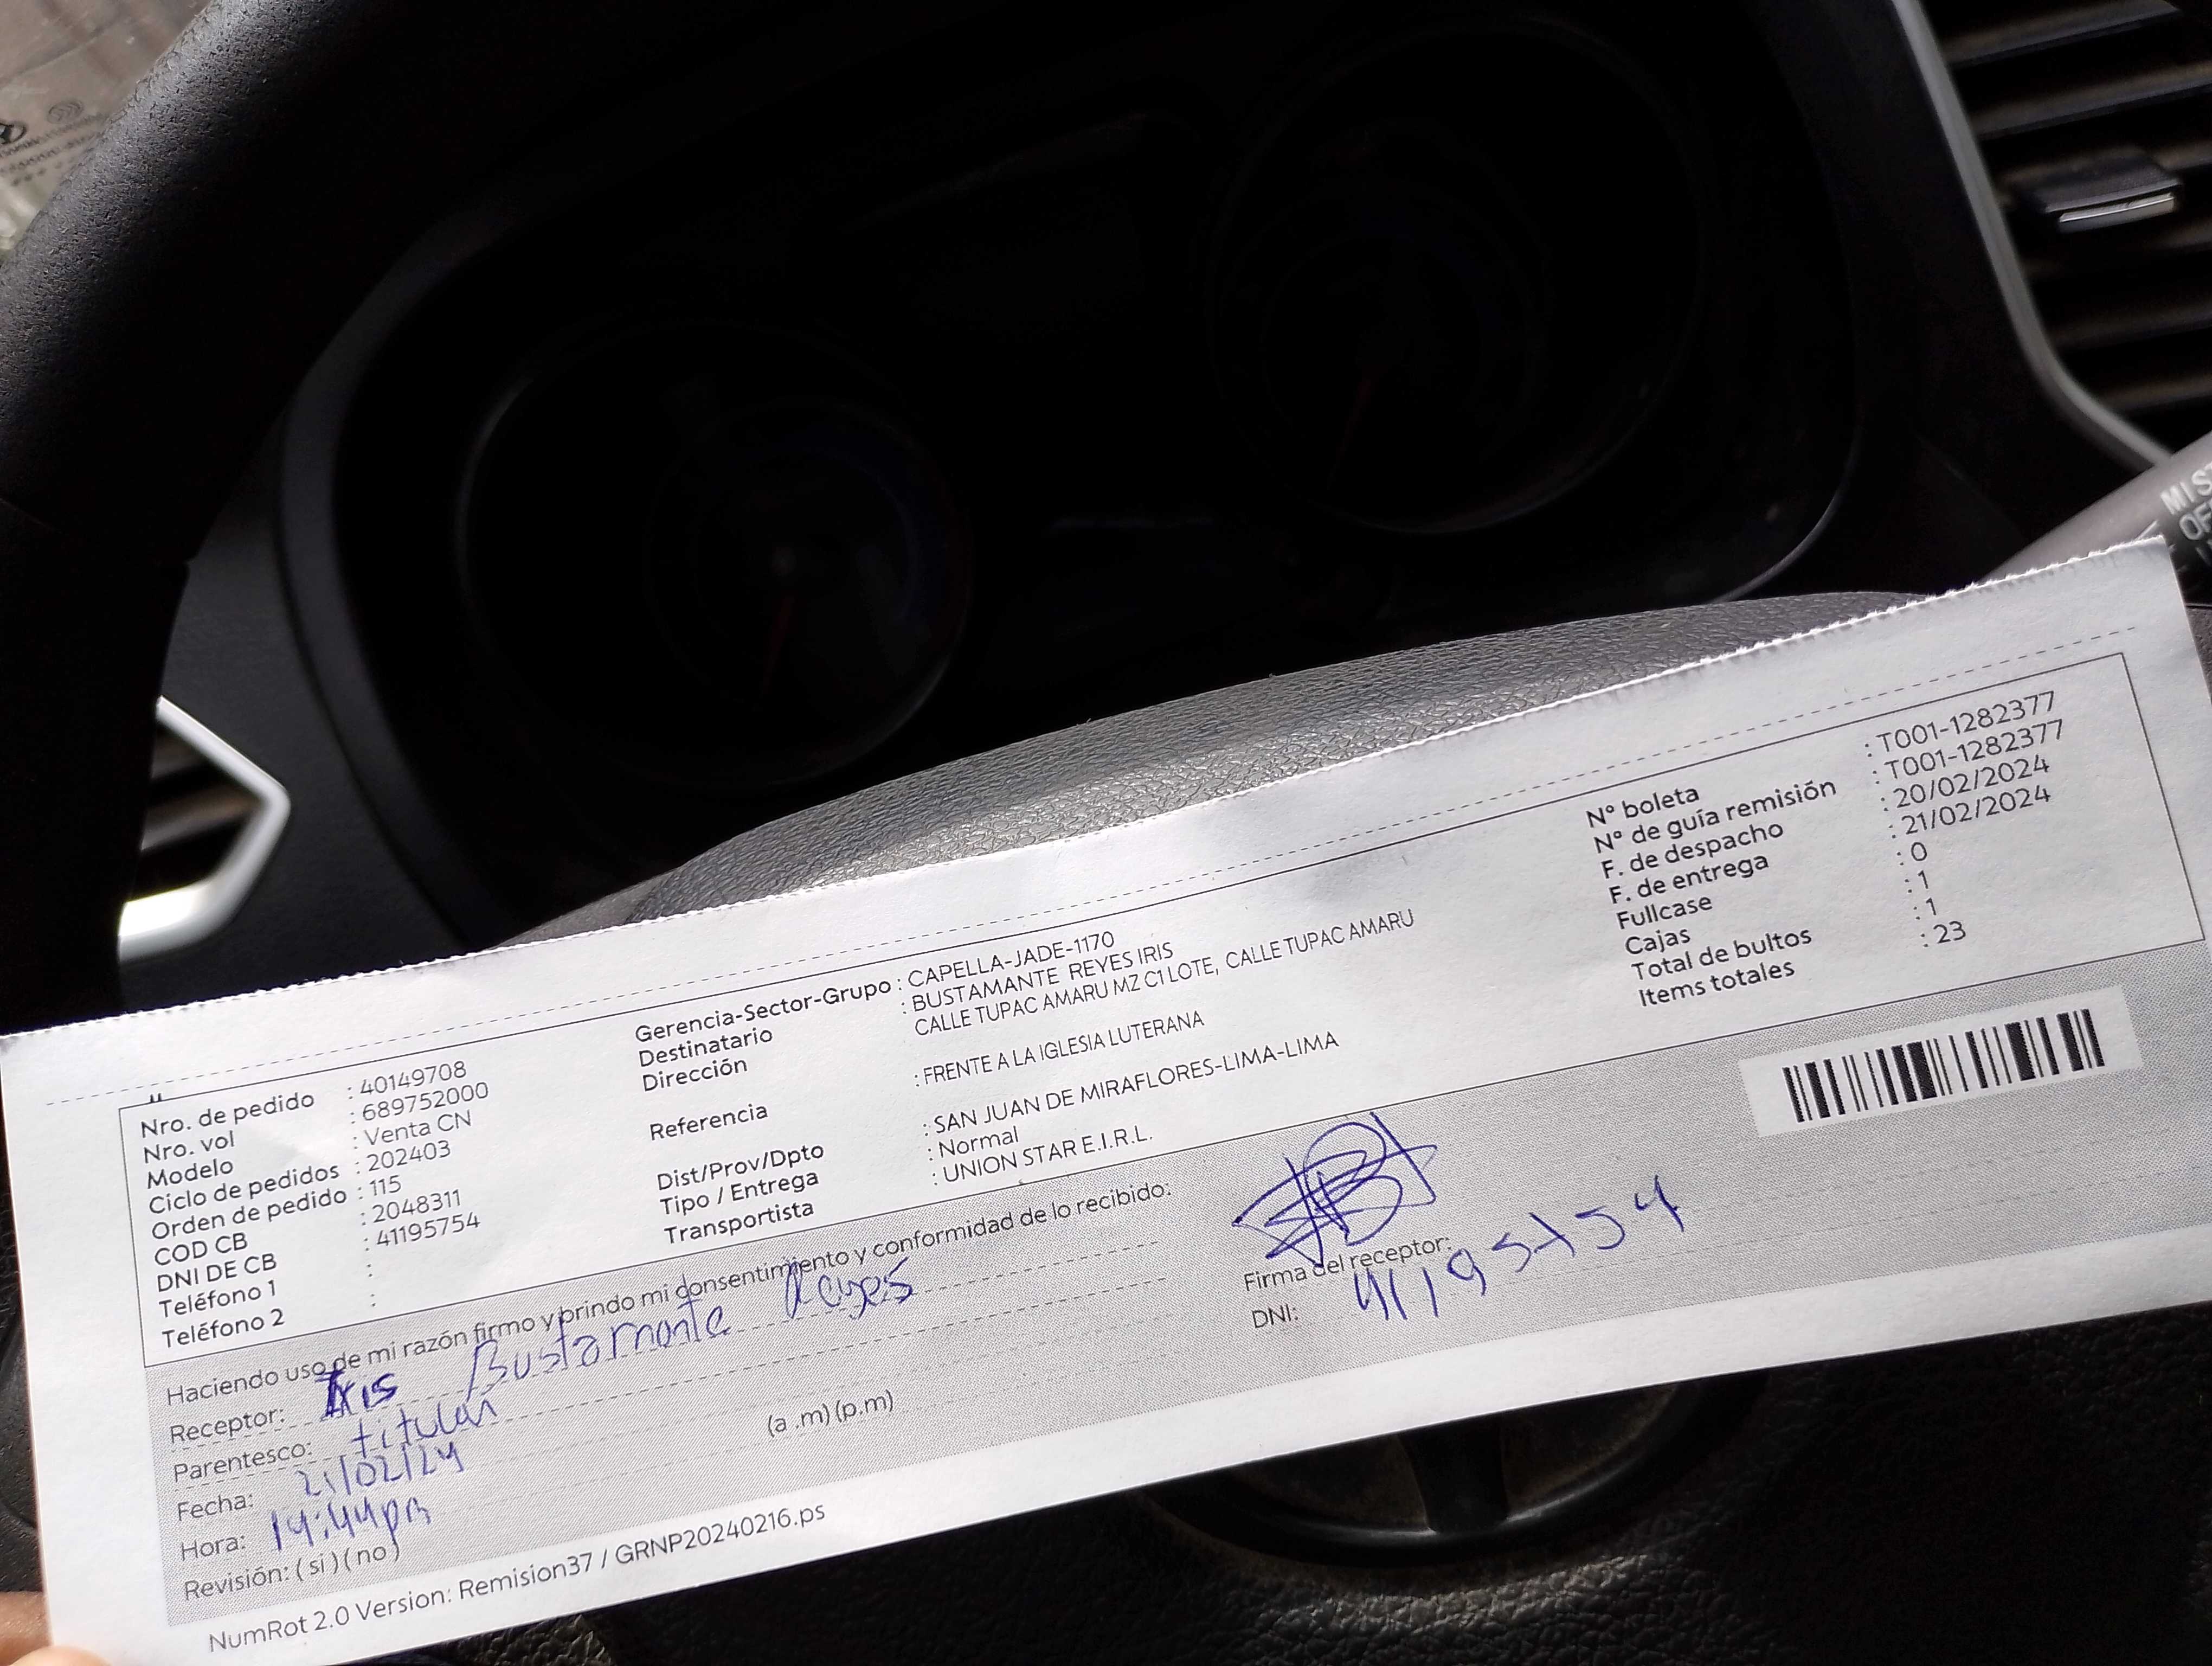 MIST
OF
Nº boleta : T001-1282377
Nº de guía remisión : T001-1282377
F. de despacho : 20/02/2024
F. de entrega : 21/02/2024
Fullcase : 0
Cajas : 1
Total de bultos : 1
Items totales : 23
Gerencia-Sector-Grupo : CAPELLA-JADE-1170
Destinatario : BUSTAMANTE REYES IRIS
Dirección CALLE TUPAC AMARU MZ C1 LOTE, CALLE TUPAC AMARU
Referencia : FRENTE A LA IGLESIA LUTERANA
Dist/Prov/Dpto : SAN JUAN DE MIRAFLORES-LIMA-LIMA
Tipo / Entrega : Normal
Transportista : UNION STAR E.I.R.L.
Nro. de pedido : 40149708
Nro. vol : 689752000
Modelo : Venta CN
Ciclo de pedidos : 202403
Orden de pedido : 115
COD CB : 2048311
DNI DE CB : 41195754
Teléfono 1 :
Teléfono 2 :
Haciendo uso de mi razón firmo y brindo mi consentimiento y conformidad de lo recibido:
Receptor: Iris Bustamante Reyes
Parentesco: titular
Fecha: 21/02/24
Hora: 14:44pm (a .m) (p.m)
Revisión: ( si ) ( no )
Firma del receptor:
DNI: 41195754
NumRot 2.0 Version: Remision37 / GRNP20240216.ps